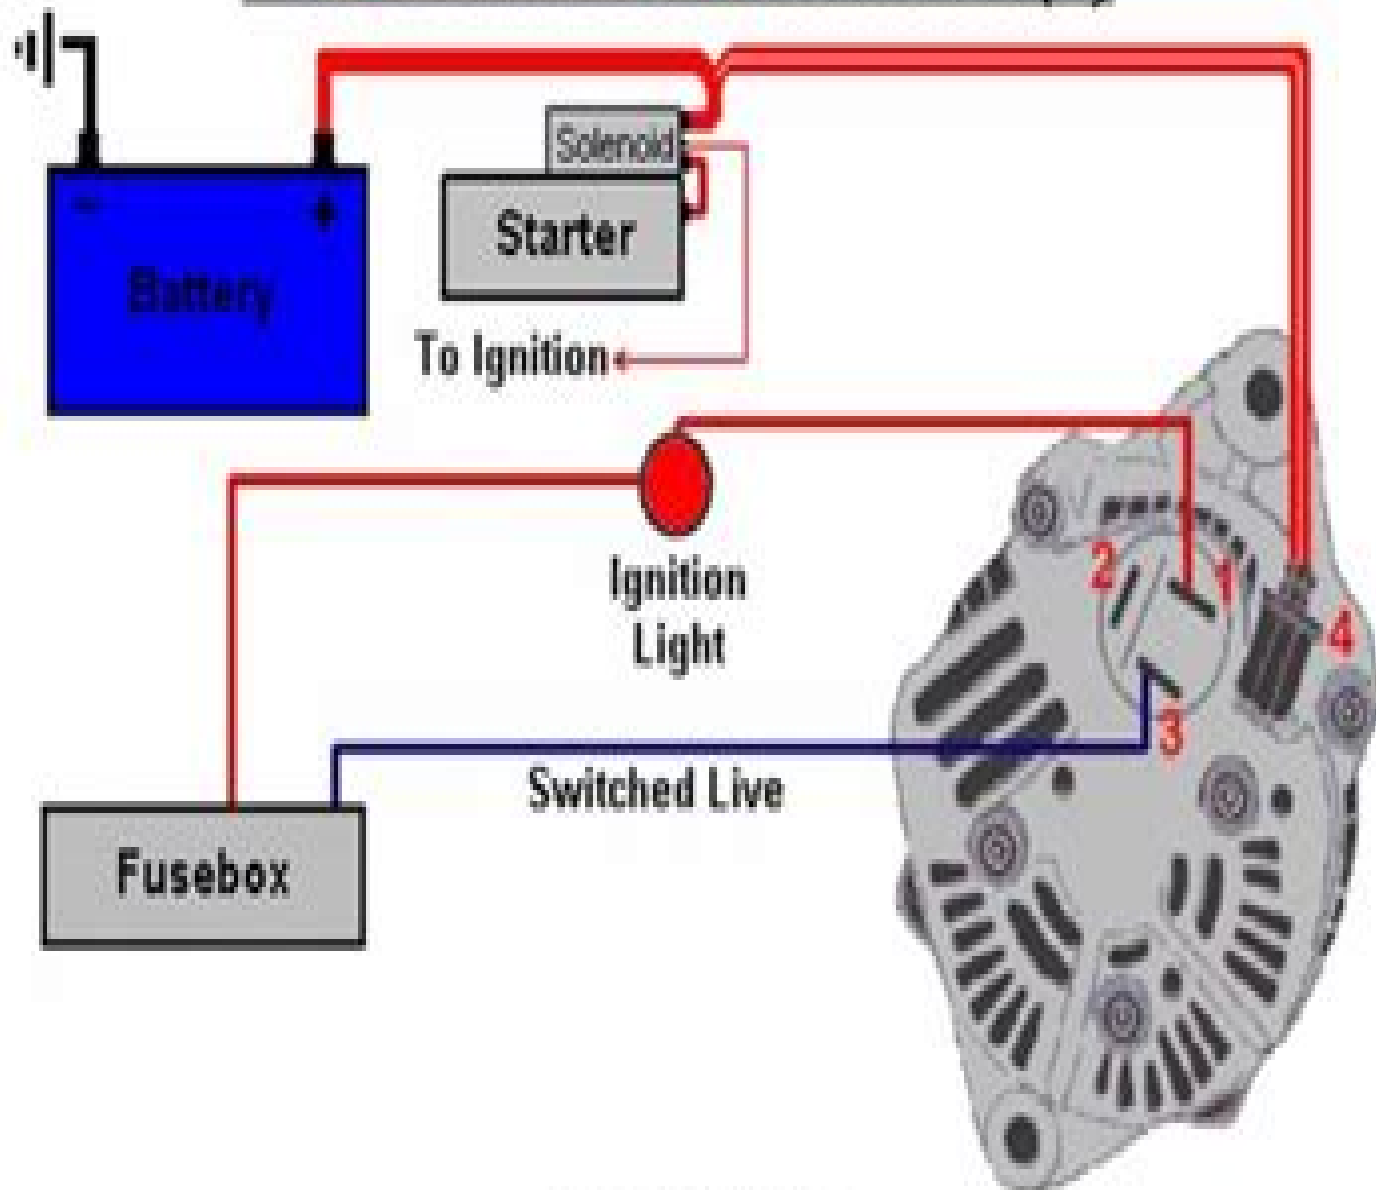 Solenoid
- +
Battery
Starter
To Ignition
Ignition
Light
2 1
4
3
Switched Live
Fusebox